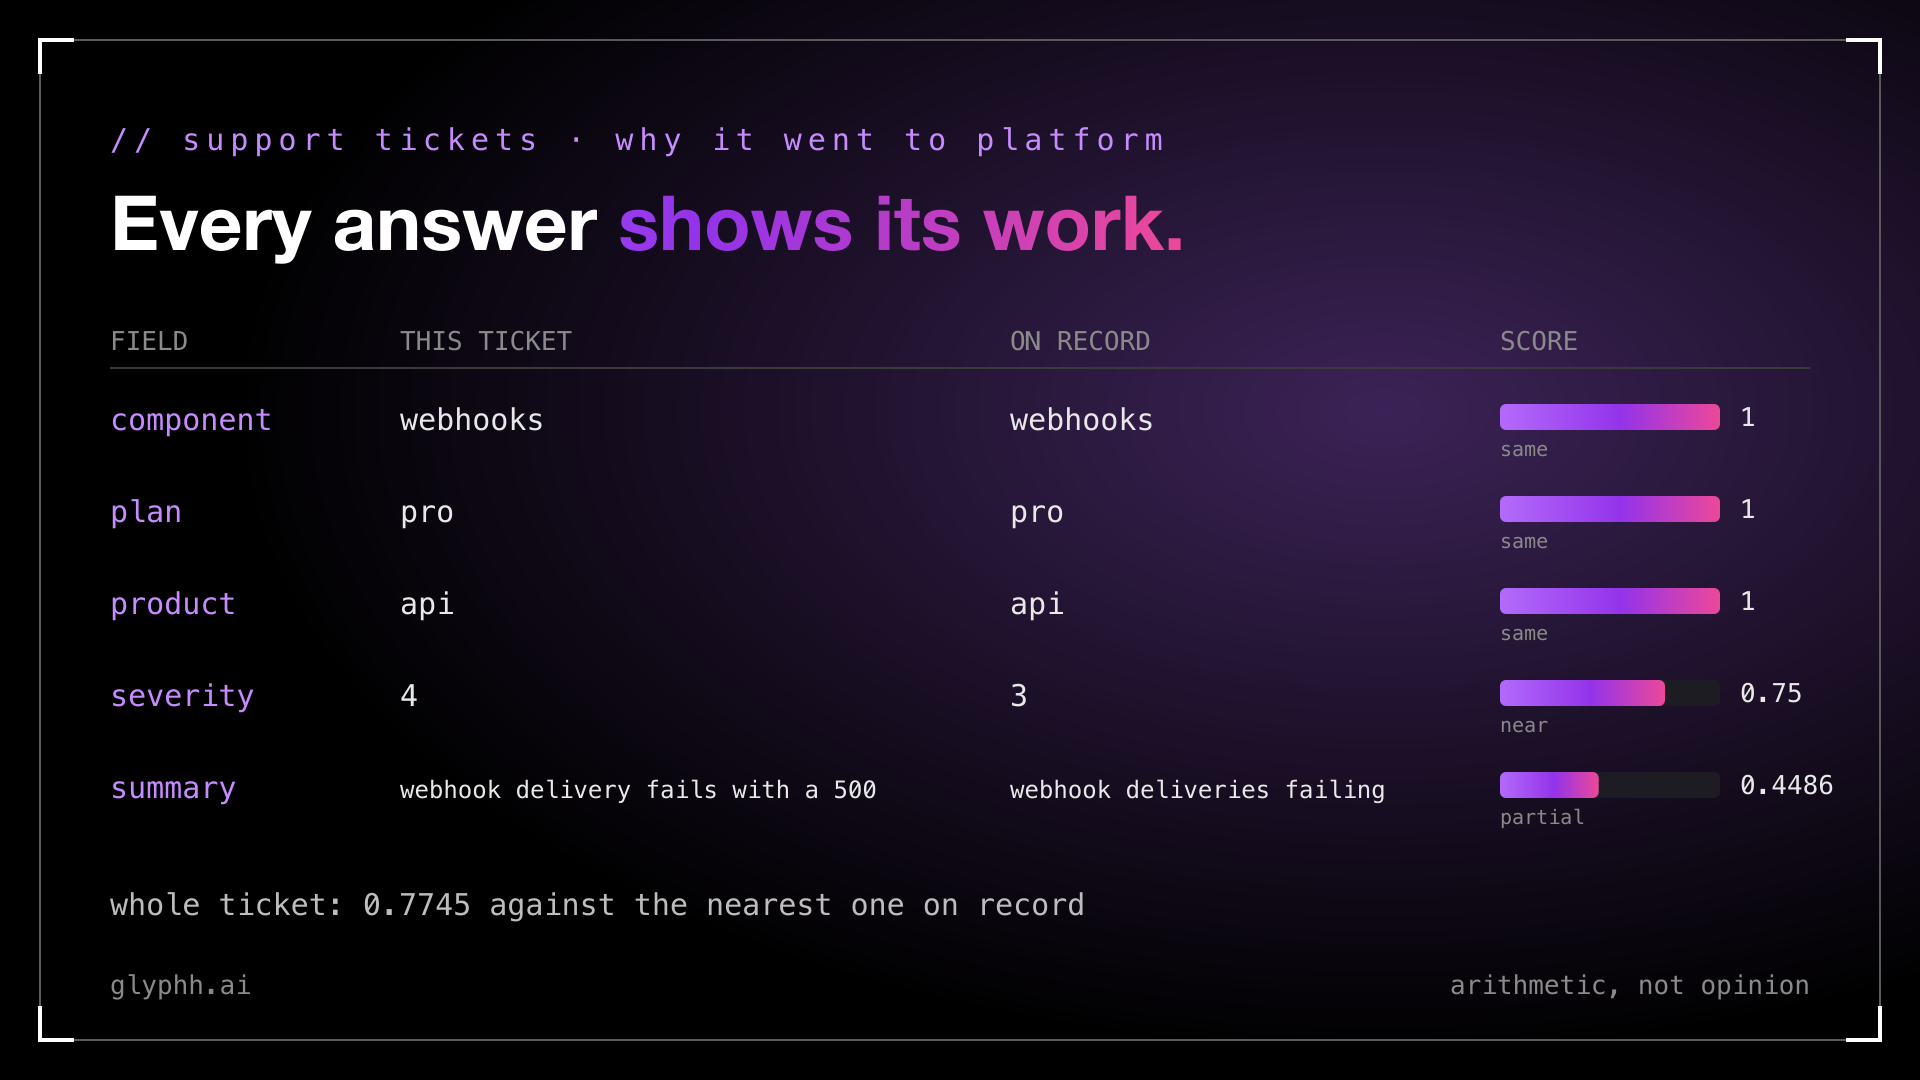 // support tickets · why it went to platform
Every answer shows its work.
FIELD THIS TICKET ON RECORD SCORE
component webhooks webhooks 1
same
plan pro pro 1
same
product api api 1
same
severity 4 3 0.75
near
summary webhook delivery fails with a 500 webhook deliveries failing 0.4486
partial
whole ticket: 0.7745 against the nearest one on record
glyphh.ai arithmetic, not opinion